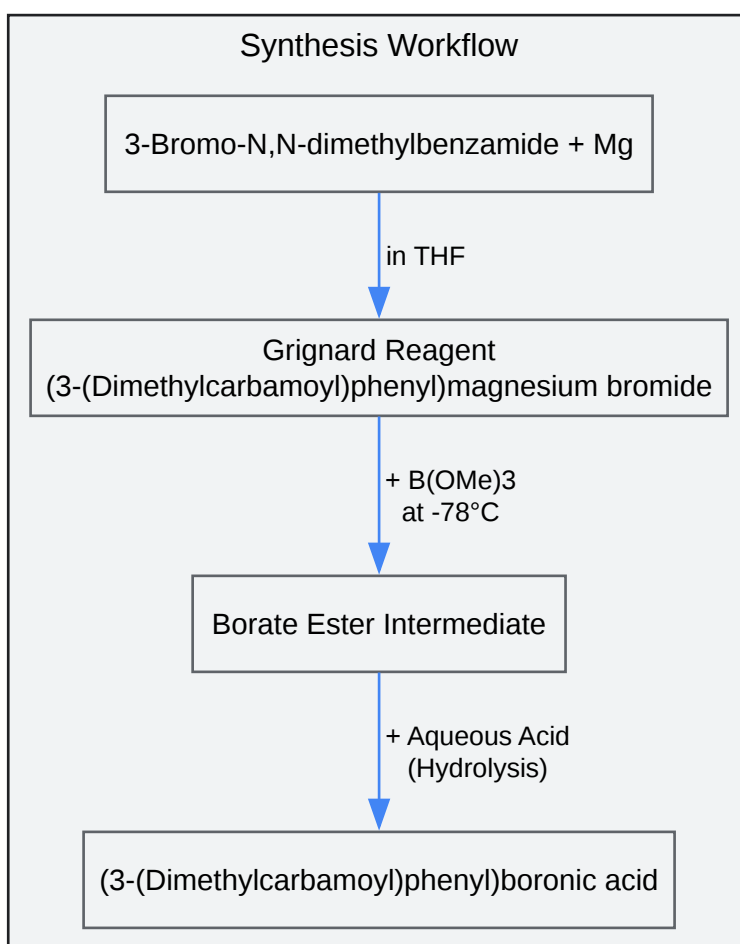 Synthesis Workflow
3-Bromo-N,N-dimethylbenzamide + Mg
in THF
Grignard Reagent
(3-(Dimethylcarbamoyl)phenyl)magnesium bromide
+ B(OMe)3
at -78°C
Borate Ester Intermediate
+ Aqueous Acid
(Hydrolysis)
(3-(Dimethylcarbamoyl)phenyl)boronic acid